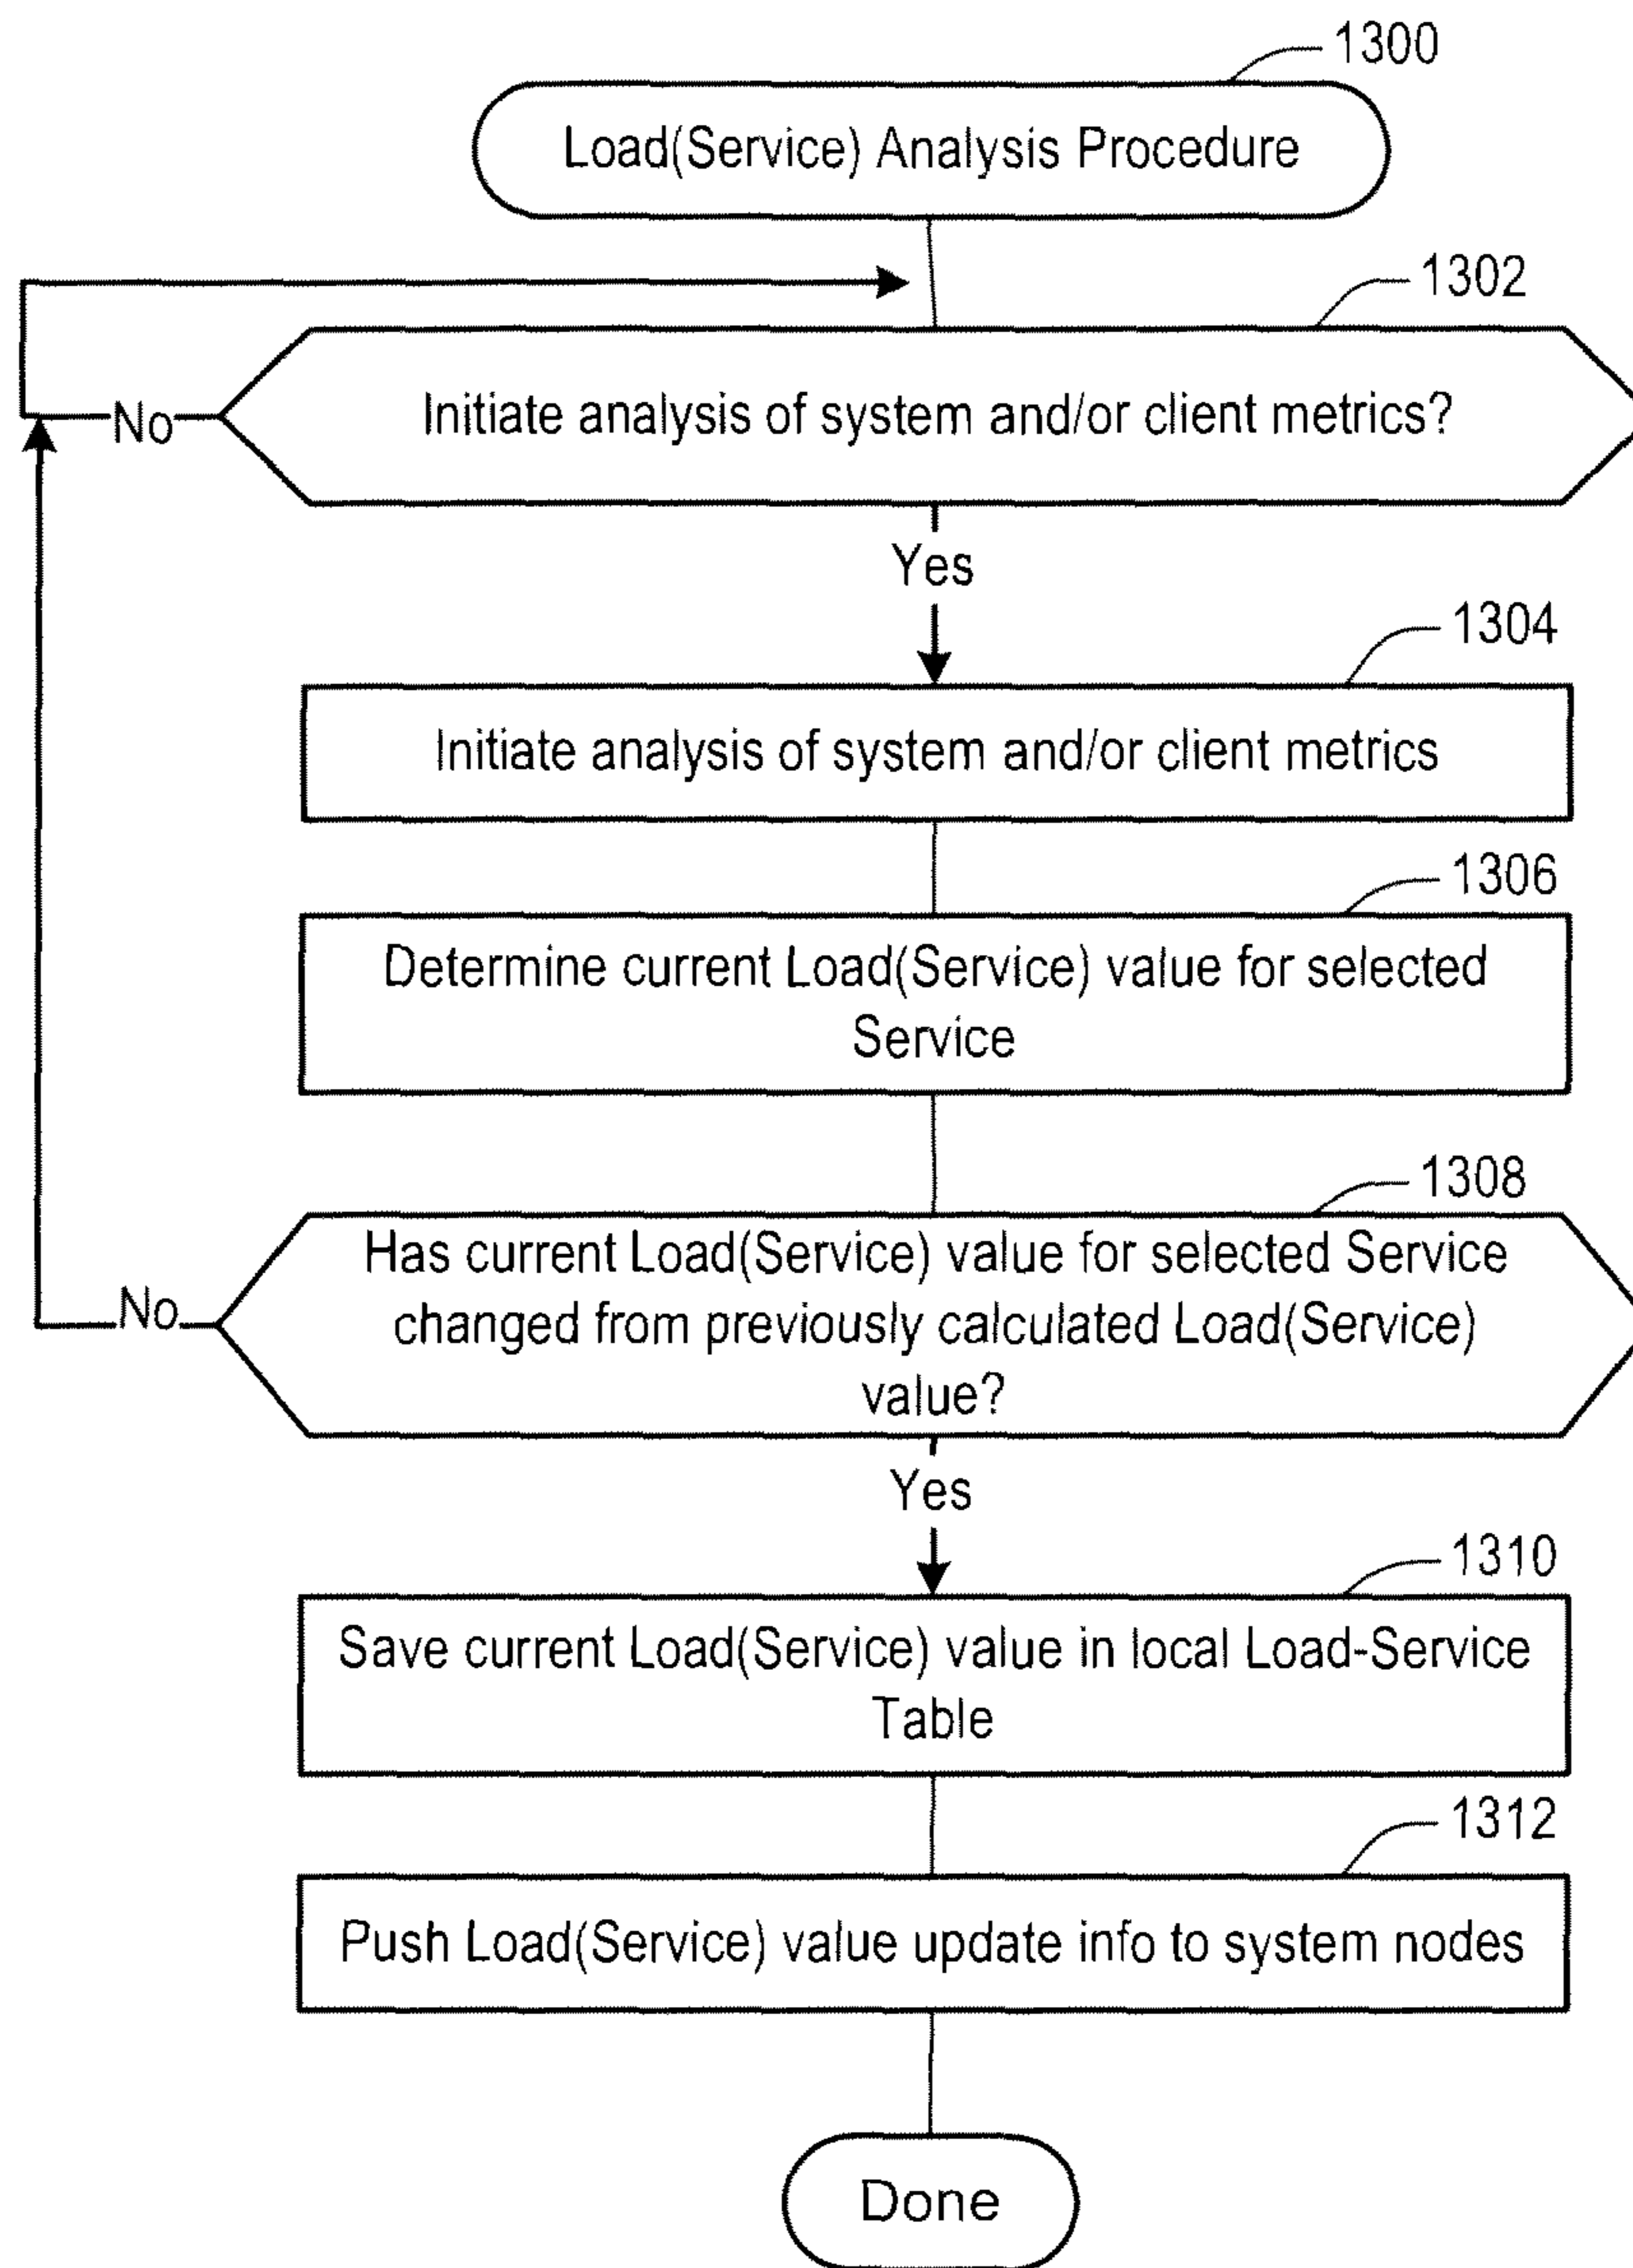 1300
Load(Service) Analysis Procedure
1302
Initiate analysis of system and/or client metrics?
No
Yes
1304
Initiate analysis of system and/or client metrics
1306
Determine current Load(Service) value for selected
Service
1308
Has current Load(Service) value for selected Service
changed from previously calculated Load(Service)
value?
No
Yes
1310
Save current Load(Service) value in local Load-Service
Table
1312
Push Load(Service) value update info to system nodes
Done